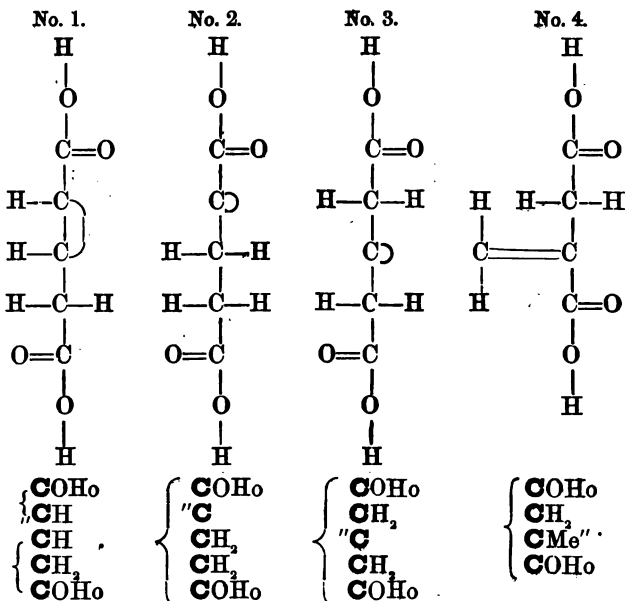 No. 1. No. 2. No. 3. No. 4.
H H H H
O O O O
C=O C=O C=O C=O
H—C C H—C—H H H—C—H
H—C H—C—H C C C
H—C—H H—C—H H—C—H H C=O
O=C O=C O=C O
O O O H
H H H
COHo COHo COHo COHo
"CH "C CH₂ CH₂
CH CH₂ "C CMe"
CH₂ CH₂ CH₂ COHo
COHo COHo COHo